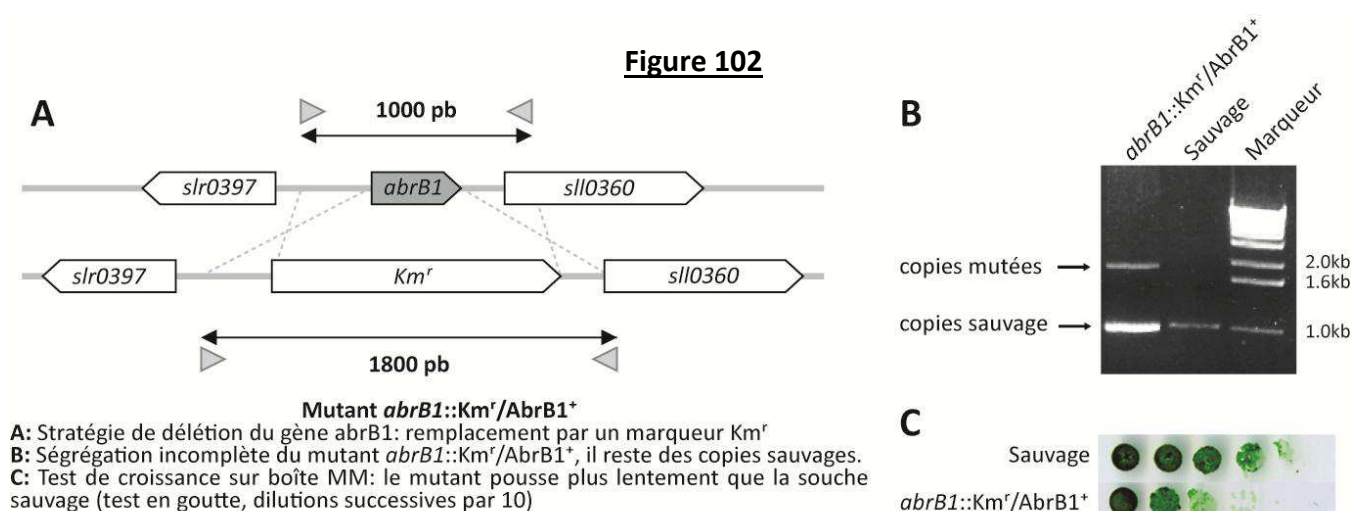 Figure 102
A
1000 pb
slr0397
abrB1
sll0360
slr0397
Kmʳ
sll0360
1800 pb
Mutant abrB1::Kmʳ/AbrB1⁺
A: Stratégie de délétion du gène abrB1: remplacement par un marqueur Kmʳ
B: Ségrégation incomplète du mutant abrB1::Kmʳ/AbrB1⁺, il reste des copies sauvages.
C: Test de croissance sur boîte MM: le mutant pousse plus lentement que la souche
sauvage (test en goutte, dilutions successives par 10)
B
abrB1::Kmʳ/AbrB1⁺
Sauvage
Marqueur
copies mutées
2.0kb
1.6kb
copies sauvage
1.0kb
C
Sauvage
abrB1::Kmʳ/AbrB1⁺